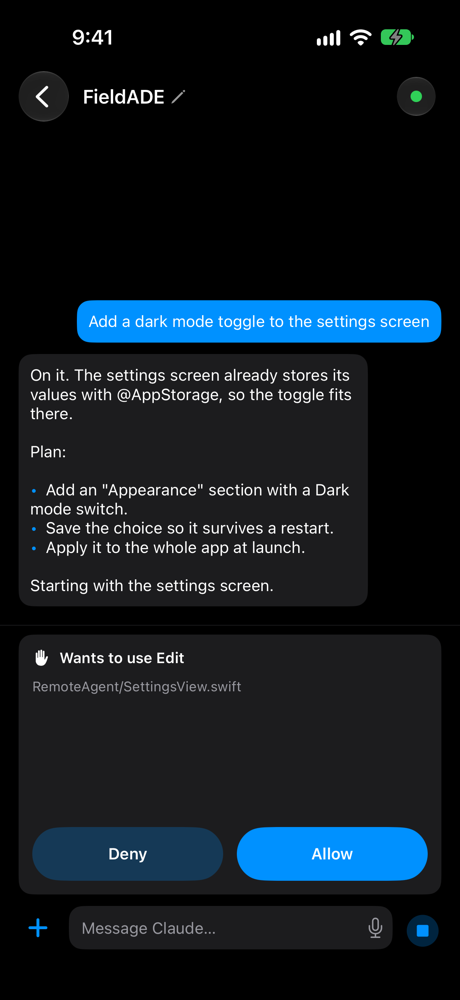 9:41
FieldADE
Add a dark mode toggle to the settings screen
On it. The settings screen already stores its
values with @AppStorage, so the toggle fits
there.
Plan:
• Add an "Appearance" section with a Dark
mode switch.
• Save the choice so it survives a restart.
• Apply it to the whole app at launch.
Starting with the settings screen.
Wants to use Edit
RemoteAgent/SettingsView.swift
Deny
Allow
Message Claude...